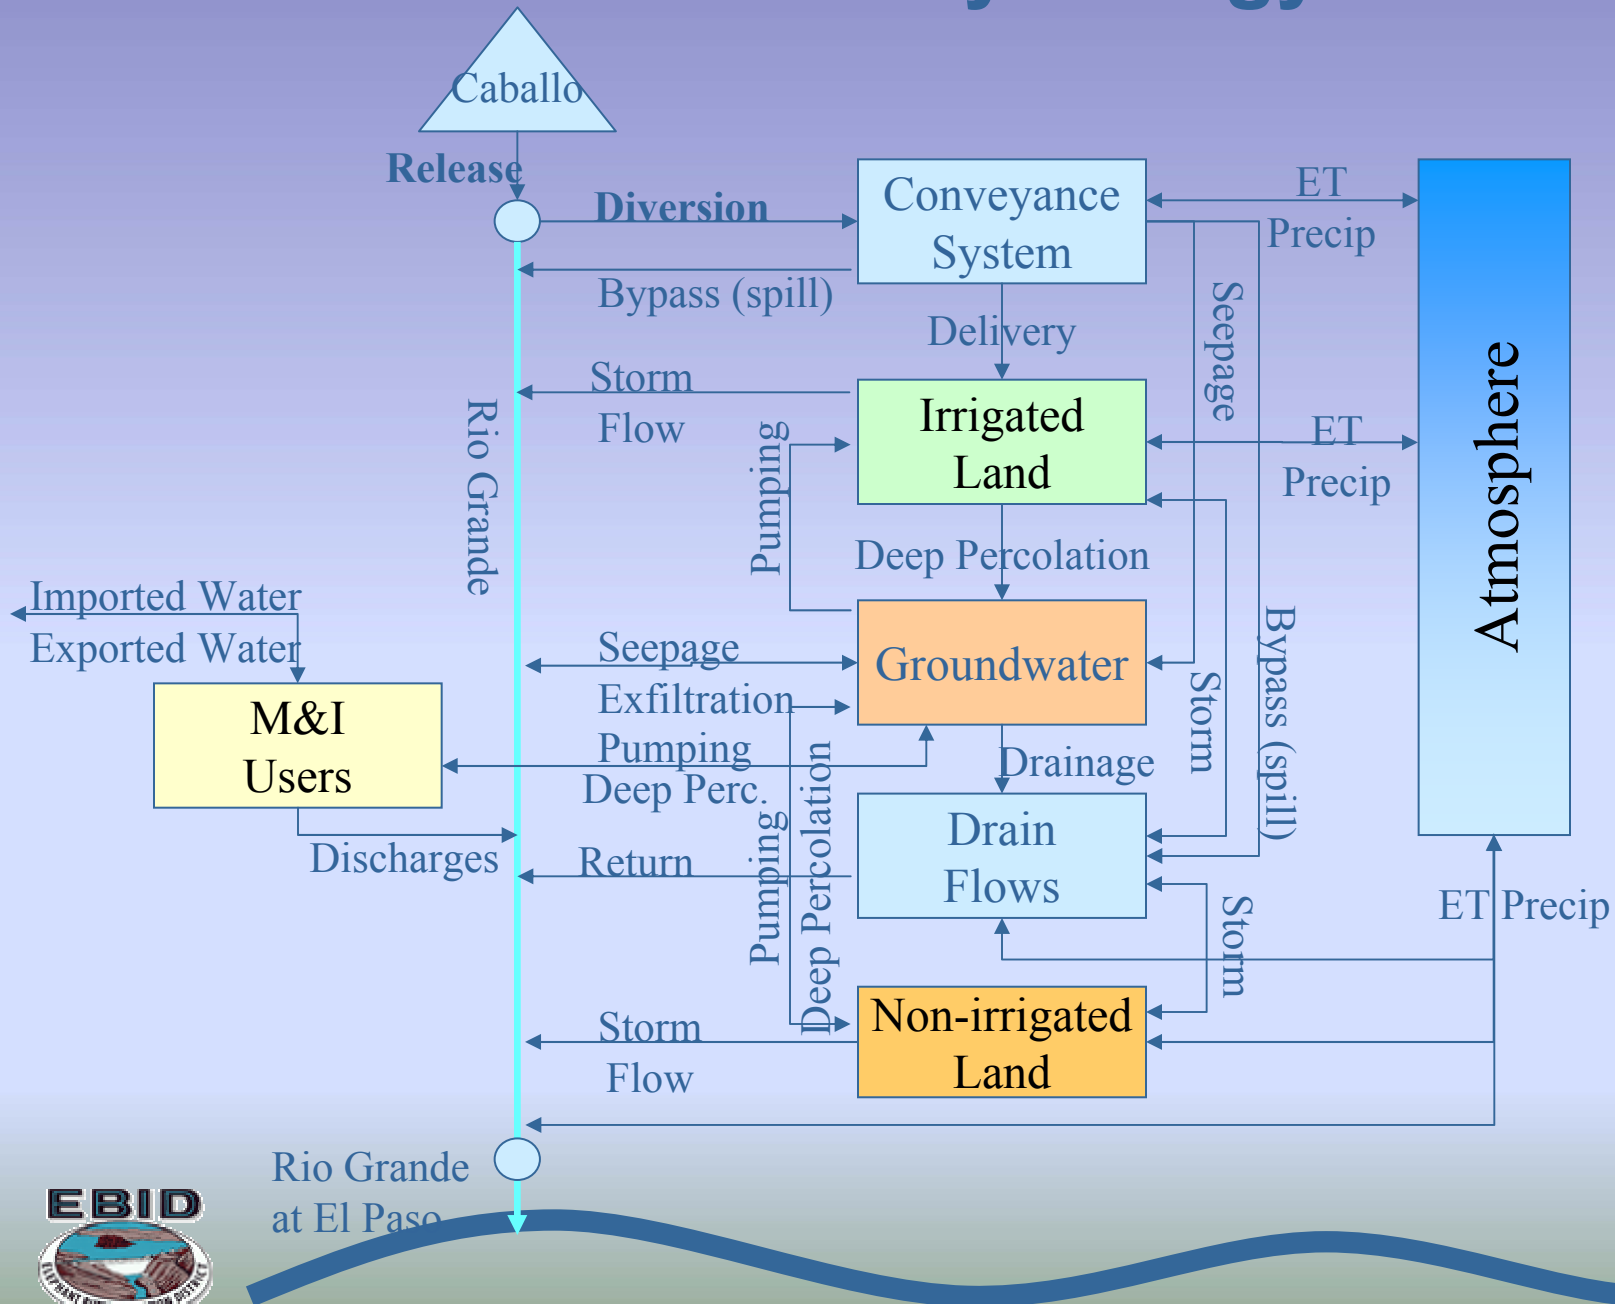 Caballo
Release
Diversion
Conveyance
System
ET
Precip
Bypass (spill)
Seepage
Delivery
Storm
Flow
Rio Grande
Pumping
Irrigated
Land
ET
Precip
Atmosphere
Deep Percolation
Imported Water
Exported Water
Seepage
Exfiltration
Groundwater
Storm
Bypass (spill)
M&I
Users
Pumping
Deep Perc.
Drainage
Discharges
Return
Pumping
Deep Percolation
Drain
Flows
Storm
ET Precip
Storm
Flow
Non-irrigated
Land
Rio Grande
at El Paso
EBID